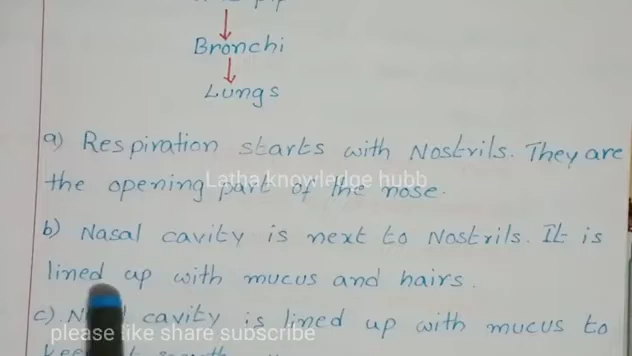 Bronchi
Lungs
a) Respiration starts with Nostrils. They are
the opening part of the nose.
Latha knowledge hubb
b) Nasal cavity is next to Nostrils. It is
lined up with mucus and hairs.
c) cavity is lined up with mucus to
please like share subscribe